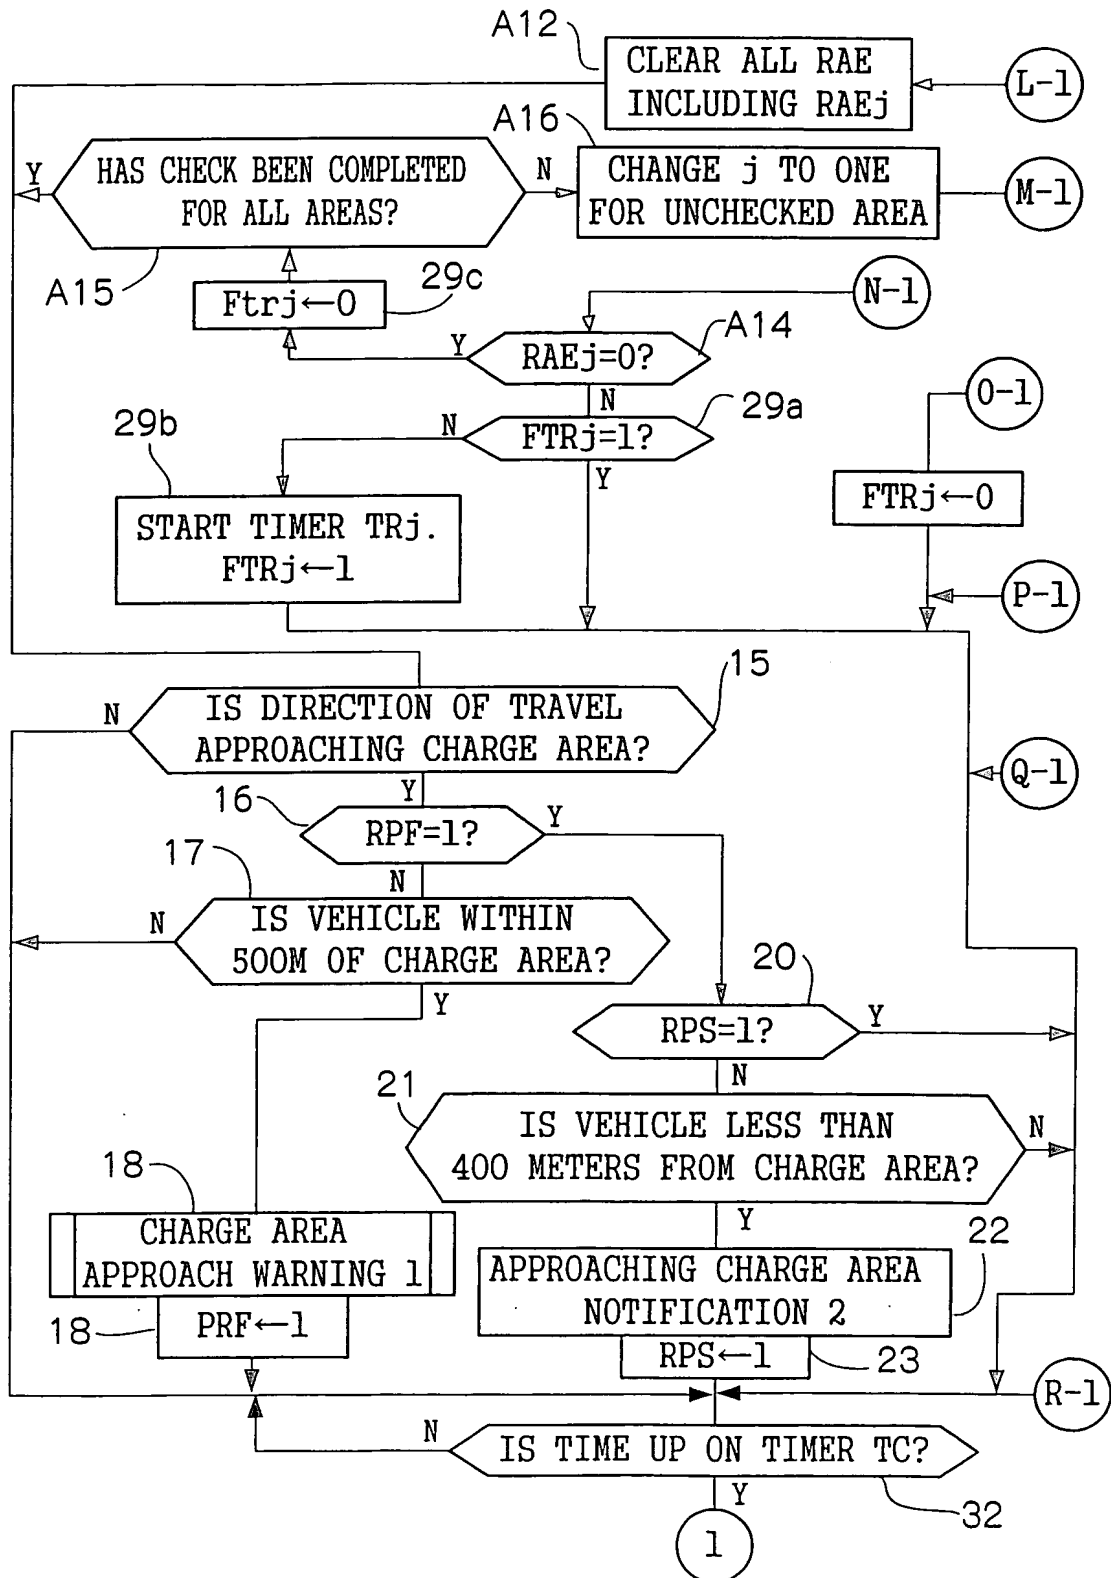 A12
CLEAR ALL RAE
INCLUDING RAEj
L-1
A16
Y
HAS CHECK BEEN COMPLETED
FOR ALL AREAS?
N
CHANGE j TO ONE
FOR UNCHECKED AREA
M-1
A15
Ftrj←0
29c
N-1
A14
Y
RAEj=0?
N
O-1
29a
29b
N
FTRj=1?
Y
START TIMER TRj.
FTRj←1
FTRj←0
P-1
15
N
IS DIRECTION OF TRAVEL
APPROACHING CHARGE AREA?
Q-1
Y
16
RPF=1?
Y
17
N
N
IS VEHICLE WITHIN
500M OF CHARGE AREA?
Y
20
RPS=1?
Y
N
21
IS VEHICLE LESS THAN
400 METERS FROM CHARGE AREA?
N
18
Y
CHARGE AREA
APPROACH WARNING 1
22
APPROACHING CHARGE AREA
NOTIFICATION 2
18
PRF←1
RPS←1
23
R-1
N
IS TIME UP ON TIMER TC?
Y
32
1